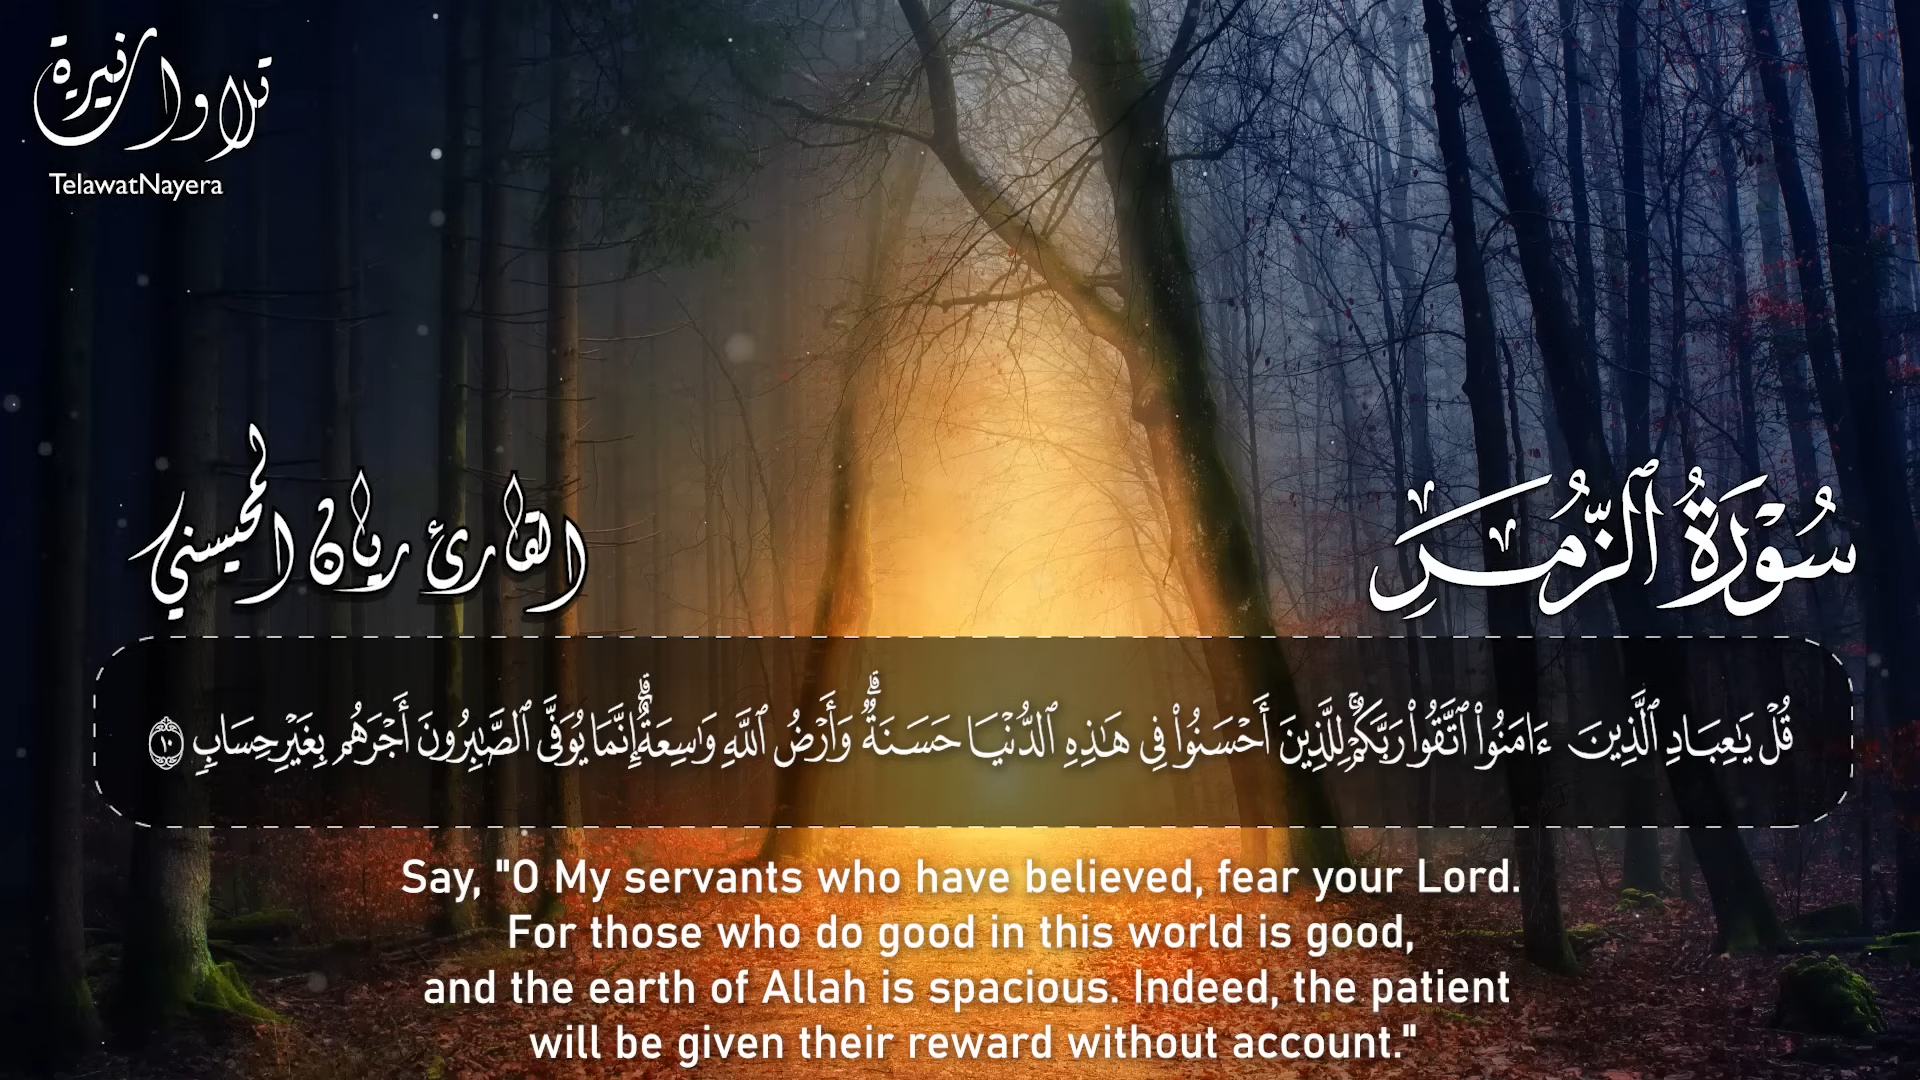 تلاوات نيرة
TelawatNayera
سُورَةُ ٱلزُّمَرِ
القارئ ريان المحيسني
قُلْ يَـٰعِبَادِ ٱلَّذِينَ ءَامَنُوا۟ ٱتَّقُوا۟ رَبَّكُمْ ۚ لِلَّذِينَ أَحْسَنُوا۟ فِى هَـٰذِهِ ٱلدُّنْيَا حَسَنَةٌ ۗ وَأَرْضُ ٱللَّهِ وَٰسِعَةٌ ۗ إِنَّمَا يُوَفَّى ٱلصَّـٰبِرُونَ أَجْرَهُم بِغَيْرِ حِسَابٍ ١٠
Say, "O My servants who have believed, fear your Lord.
For those who do good in this world is good,
and the earth of Allah is spacious. Indeed, the patient
will be given their reward without account."